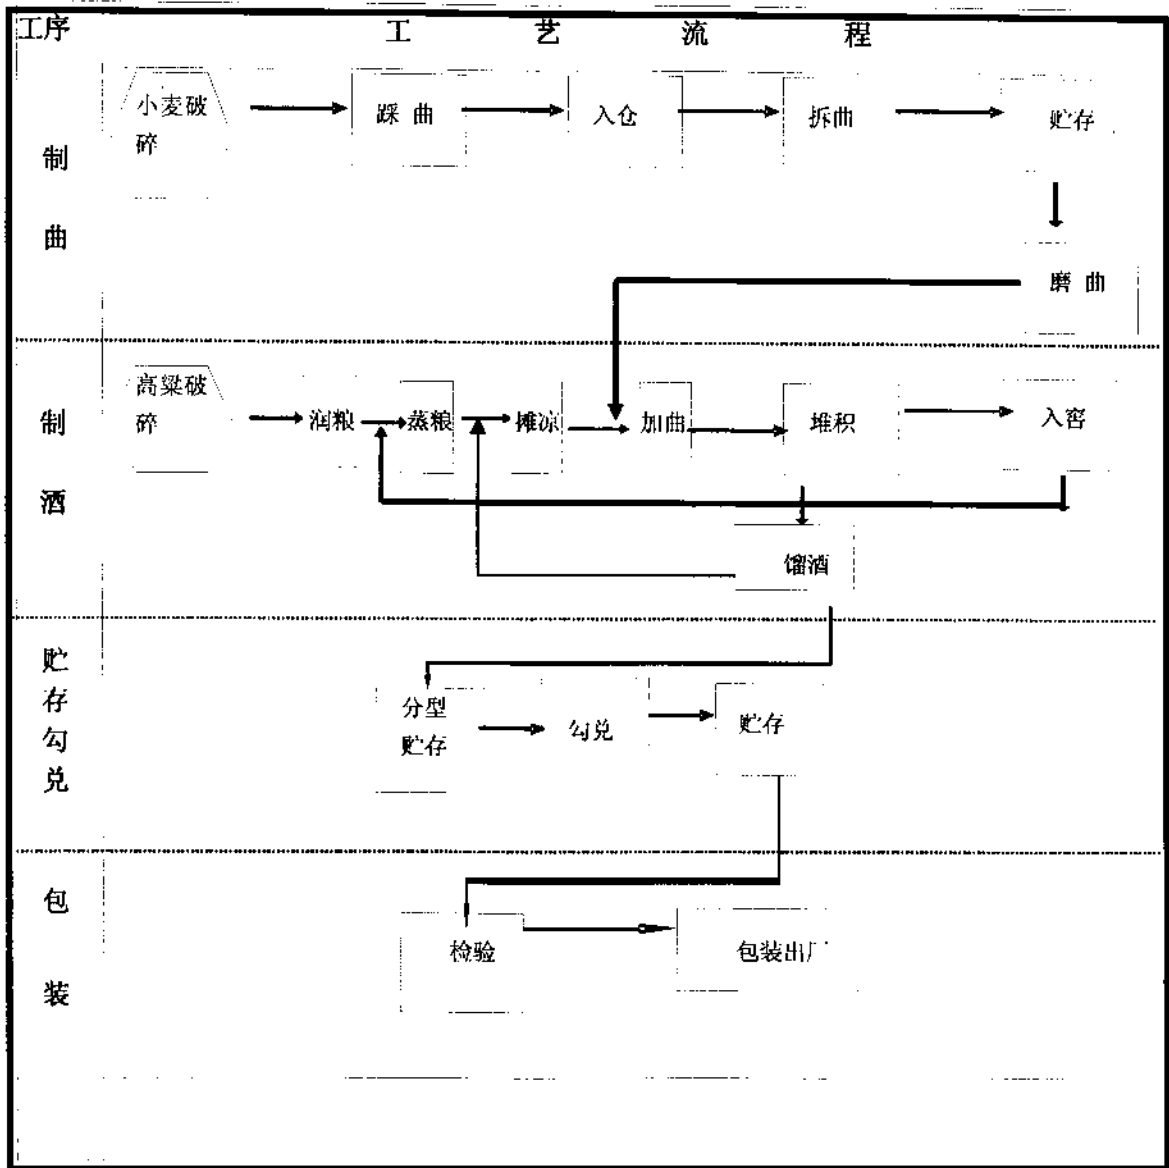 工序 工艺流程
制曲
小麦破
碎
踩 曲
入仓
拆曲
贮存
磨 曲
制酒
高粱破
碎
润粮
蒸粮
摊凉
加曲
堆积
入窖
馏酒
贮存勾兑
分型
贮存
勾兑
贮存
包装
检验
包装出厂